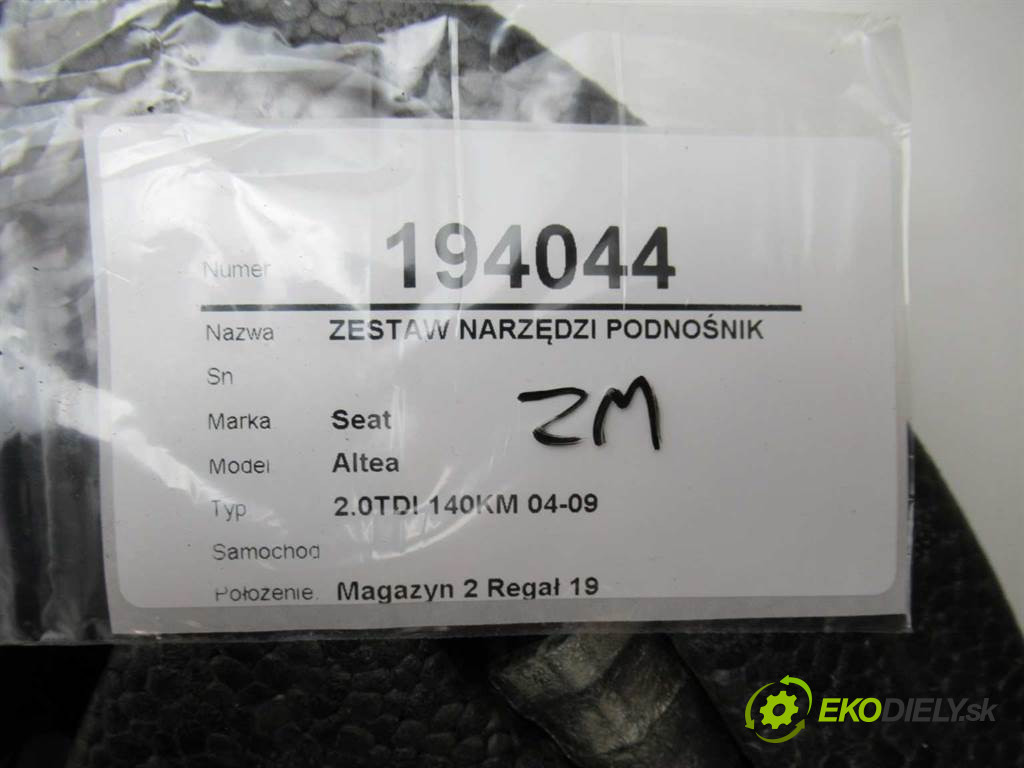 Numer 194044
Nazwa ZESTAW NARZĘDZI PODNOŚNIK
Sn
Marka Seat
ZM
Model Altea
Typ 2.0TDI 140KM 04-09
Samochod
Położenie. Magazyn 2 Regał 19
EKODIELY.sk